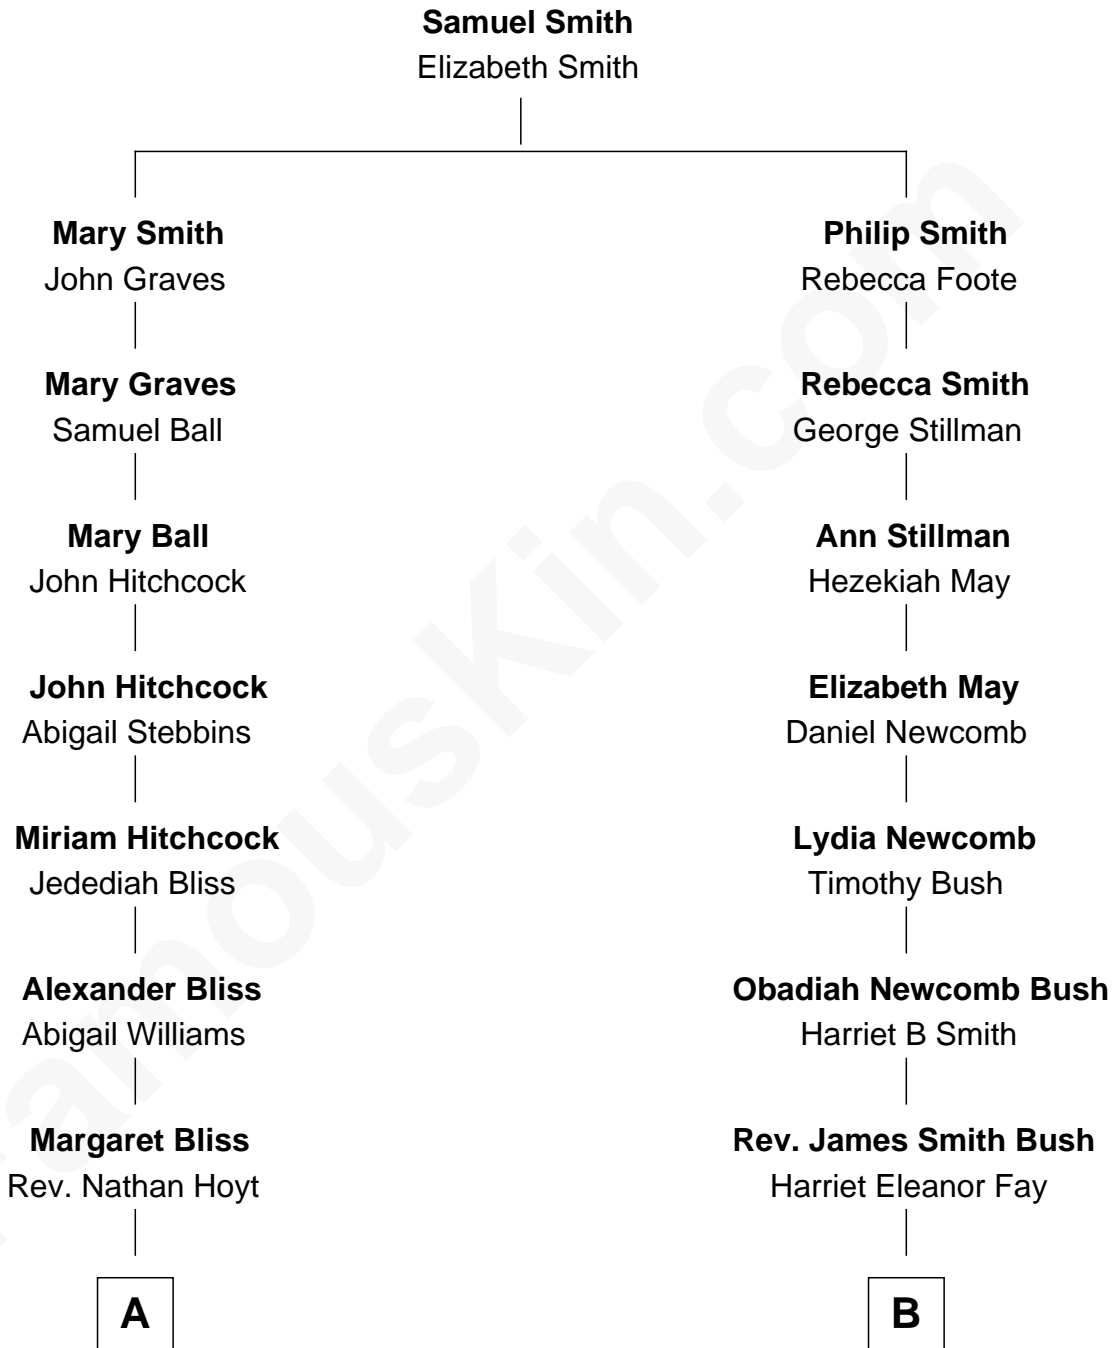 Samuel Smith
Elizabeth Smith
Mary Smith
John Graves
Philip Smith
Rebecca Foote
Mary Graves
Samuel Ball
Rebecca Smith
George Stillman
Mary Ball
John Hitchcock
Ann Stillman
Hezekiah May
John Hitchcock
Abigail Stebbins
Elizabeth May
Daniel Newcomb
Miriam Hitchcock
Jedediah Bliss
Lydia Newcomb
Timothy Bush
Alexander Bliss
Abigail Williams
Obadiah Newcomb Bush
Harriet B Smith
Margaret Bliss
Rev. Nathan Hoyt
Rev. James Smith Bush
Harriet Eleanor Fay
A
B
FamousKin.com